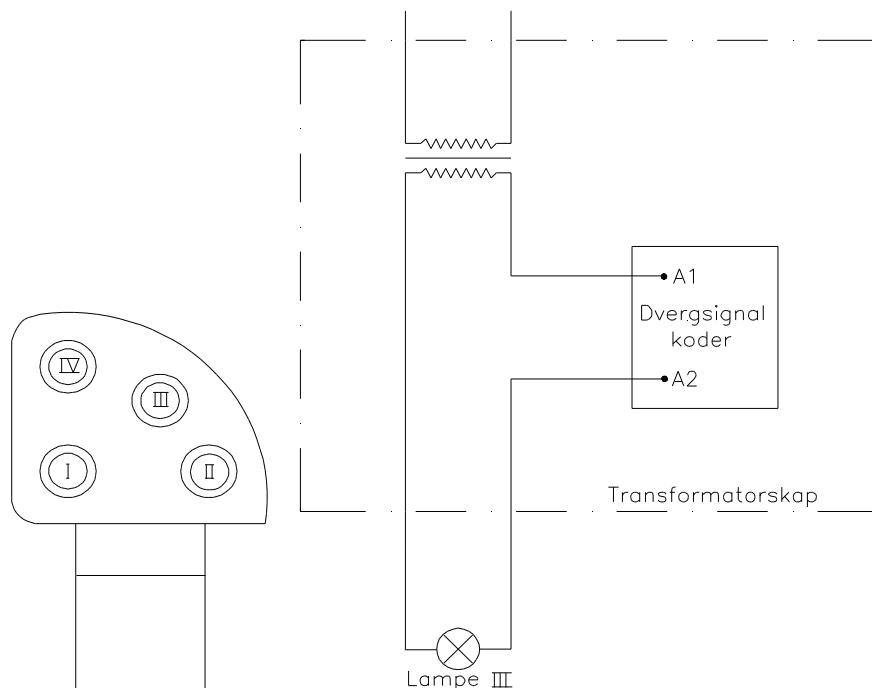 A1
Dvergsignal
koder
A2
IV
III
I
II
Transformatorskap
Lampe III